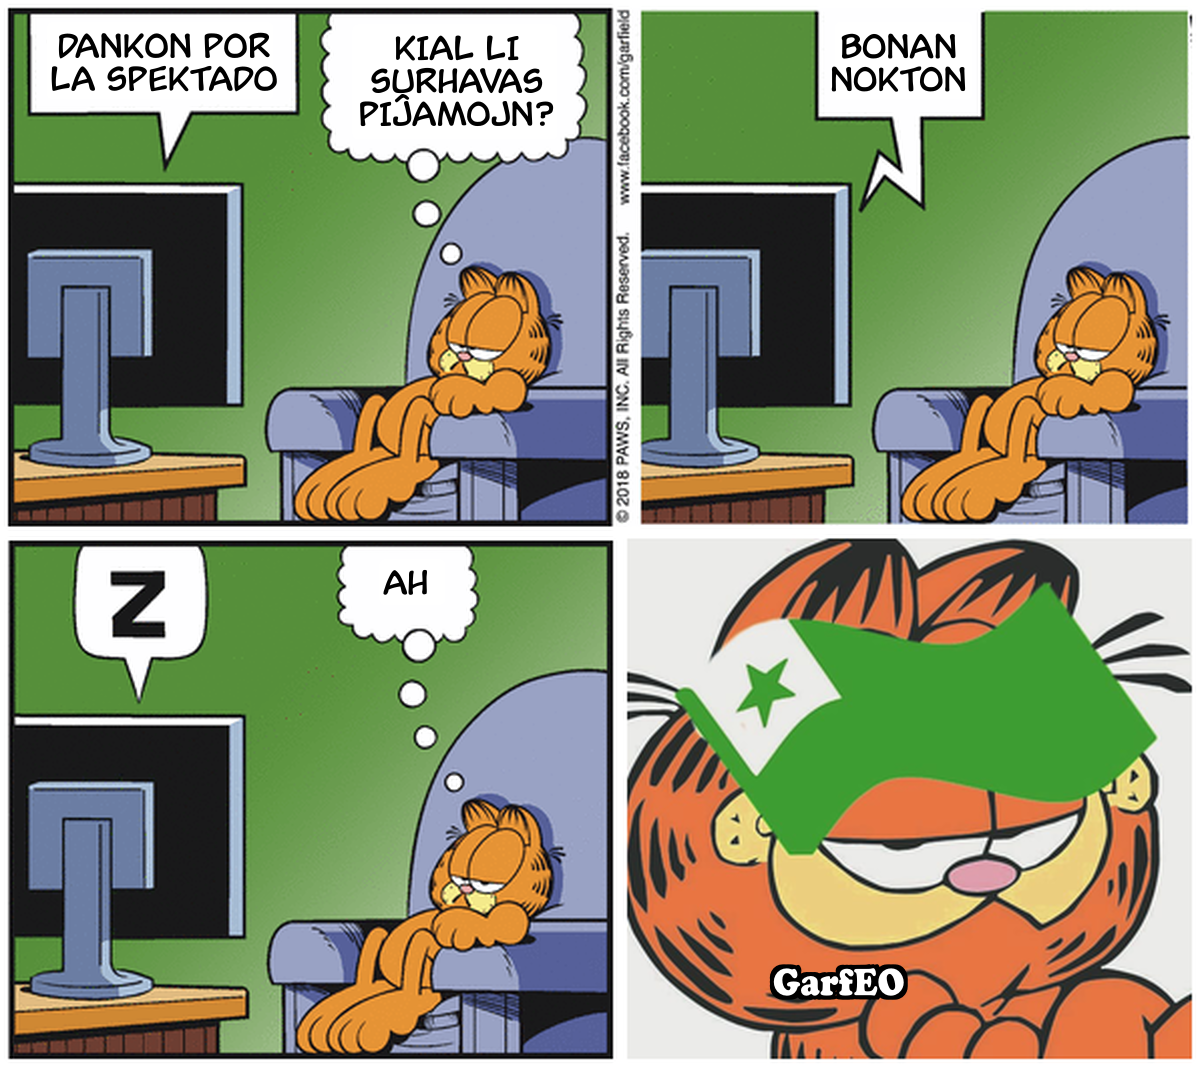 DANKON POR
LA SPEKTADO
KIAL LI
SURHAVAS
PIĴAMOJN?
© 2018 PAWS, INC. All Rights Reserved. www.facebook.com/garfield
BONAN
NOKTON
Z
AH
GarfEO